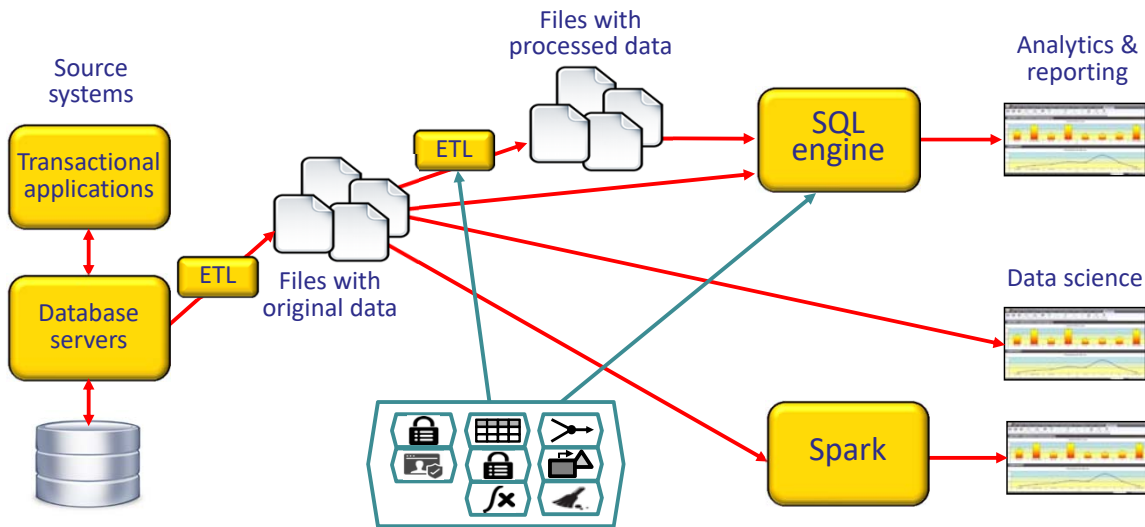 Files with
processed data
Analytics &
reporting
Source
systems
SQL
engine
ETL
Transactional
applications
ETL
Files with
original data
Data science
Database
servers
Spark